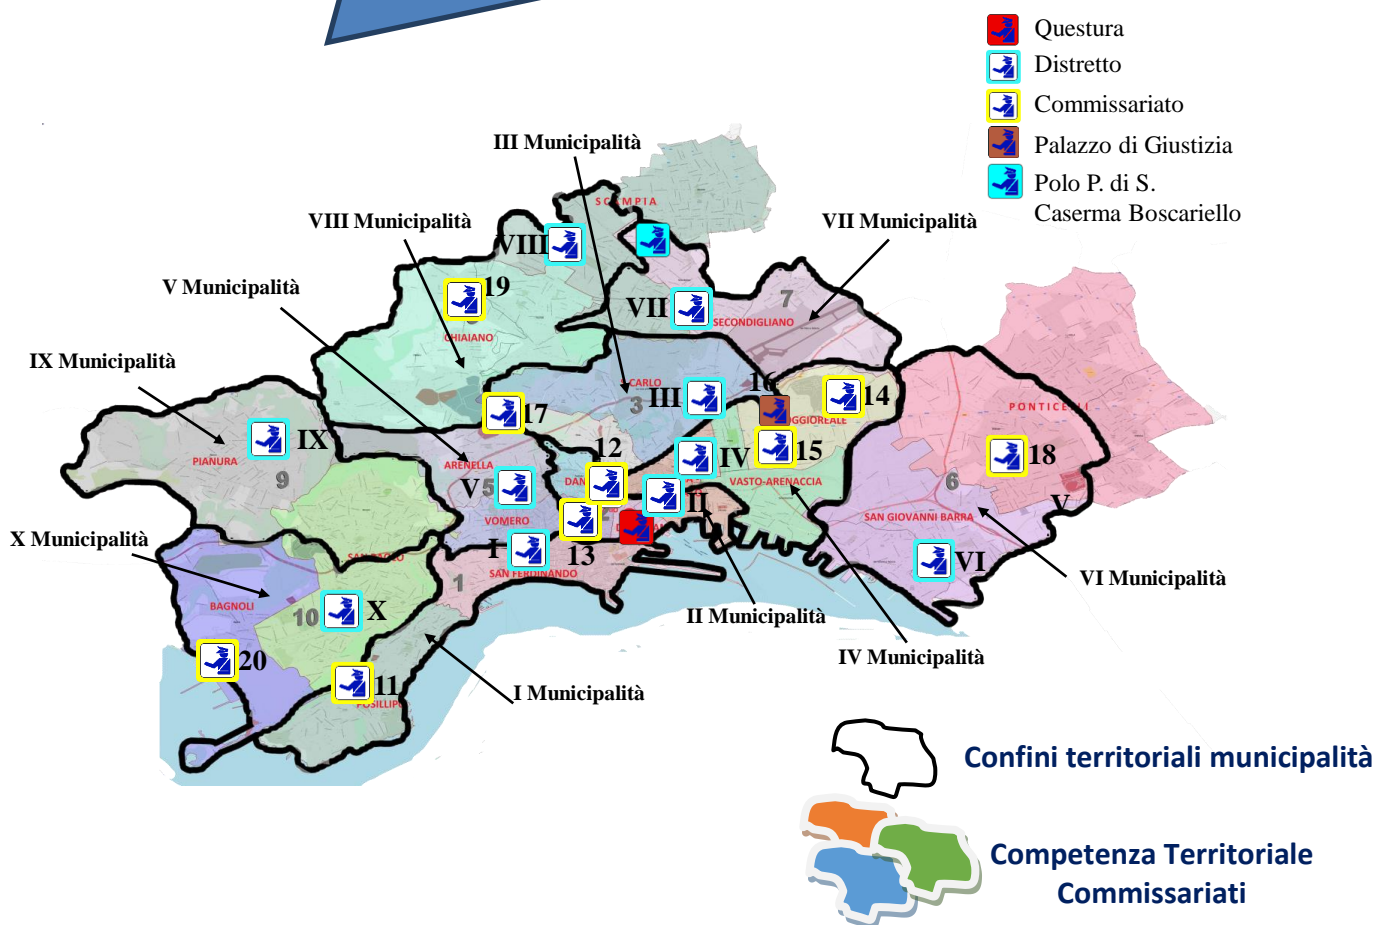 Questura
Distretto
Commissariato
Palazzo di Giustizia
Polo P. di S.
Caserma Boscariello
III Municipalità
VIII Municipalità
VII Municipalità
V Municipalità
IX Municipalità
X Municipalità
VI Municipalità
II Municipalità
IV Municipalità
I Municipalità
VIII
19
CHIAIANO
VII
SECONDIGLIANO
7
III
3
16
14
17
IX
PIANURA
9
ARENELLA
V
5
VOMERO
12
IV
15
VASTO-ARENACCIA
PONTICELLI
18
V
6
SAN GIOVANNI BARRA
VI
II
13
I
SAN FERDINANDO
1
BAGNOLI
10
X
20
11
POSILLIPO
Confini territoriali municipalità
Competenza Territoriale
Commissariati